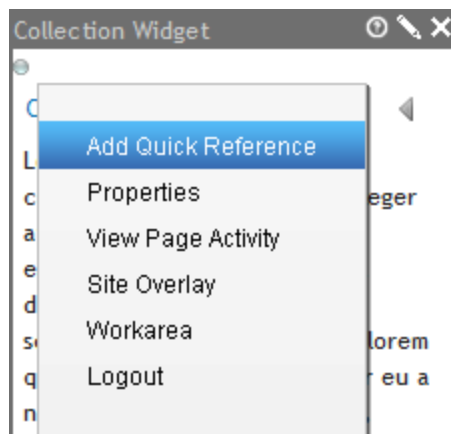 Collection Widget
Add Quick Reference
Properties
eger
View Page Activity
Site Overlay
Workarea
lorem
Logout
r eu a